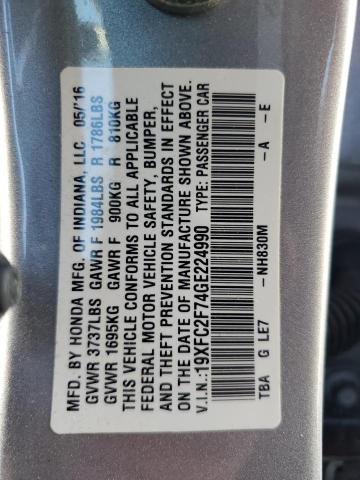 MFD. BY HONDA MFG. OF INDIANA, LLC 05/16
GVWR 3737LBS GAWR F 1984LBS R 1786LBS
GVWR 1695KG GAWR F 900KG R 810KG
THIS VEHICLE CONFORMS TO ALL APPLICABLE
FEDERAL MOTOR VEHICLE SAFETY, BUMPER,
AND THEFT PREVENTION STANDARDS IN EFFECT
ON THE DATE OF MANUFACTURE SHOWN ABOVE.
V.I.N.:19XFC2F74GE224990 TYPE: PASSENGER CAR
TBA G LE7 -NH830M -A -E